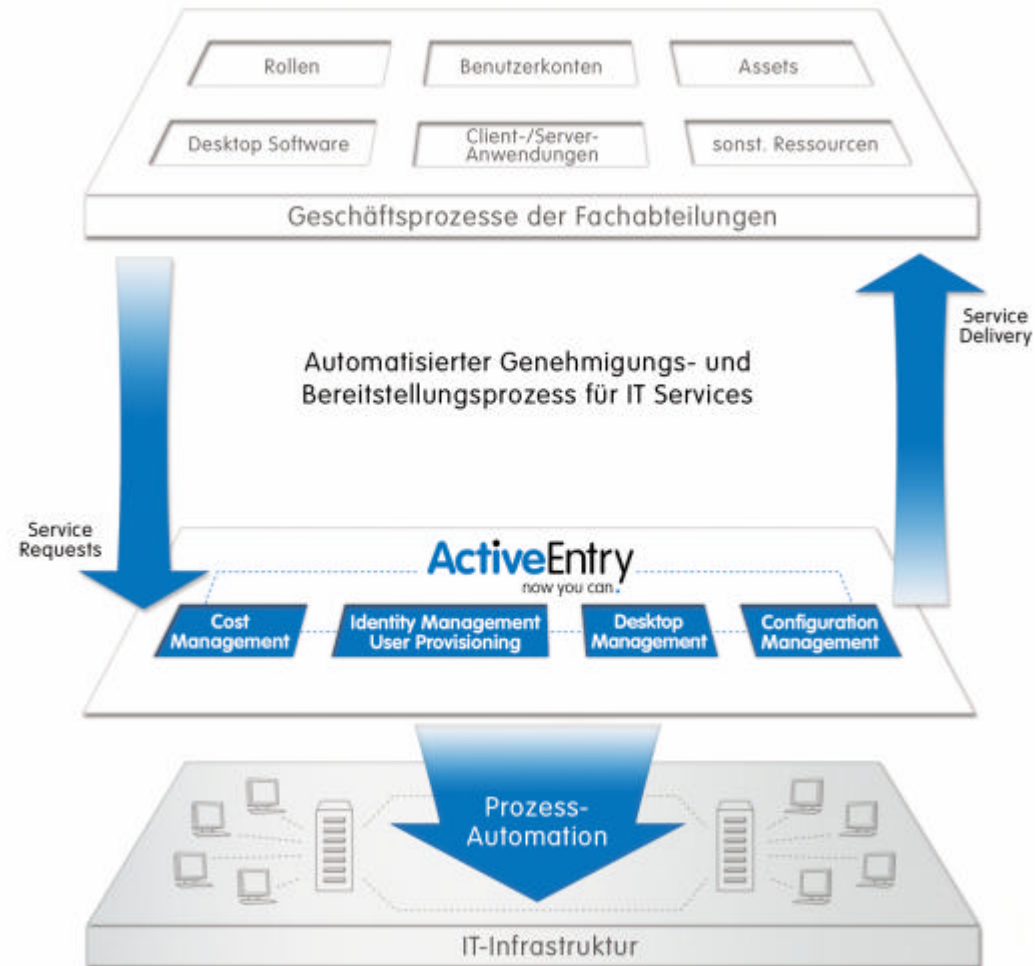 Rollen
Benutzerkonten
Assets
Desktop Software
Client-/Server-
Anwendungen
sonst. Ressourcen
Geschäftsprozesse der Fachabteilungen
Service
Delivery
Automatisierter Genehmigungs- und
Bereitstellungsprozess für IT Services
Service
Requests
ActiveEntry
now you can.
Cost
Management
Identity Management
User Provisioning
Desktop
Management
Configuration
Management
Prozess-
Automation
IT-Infrastruktur